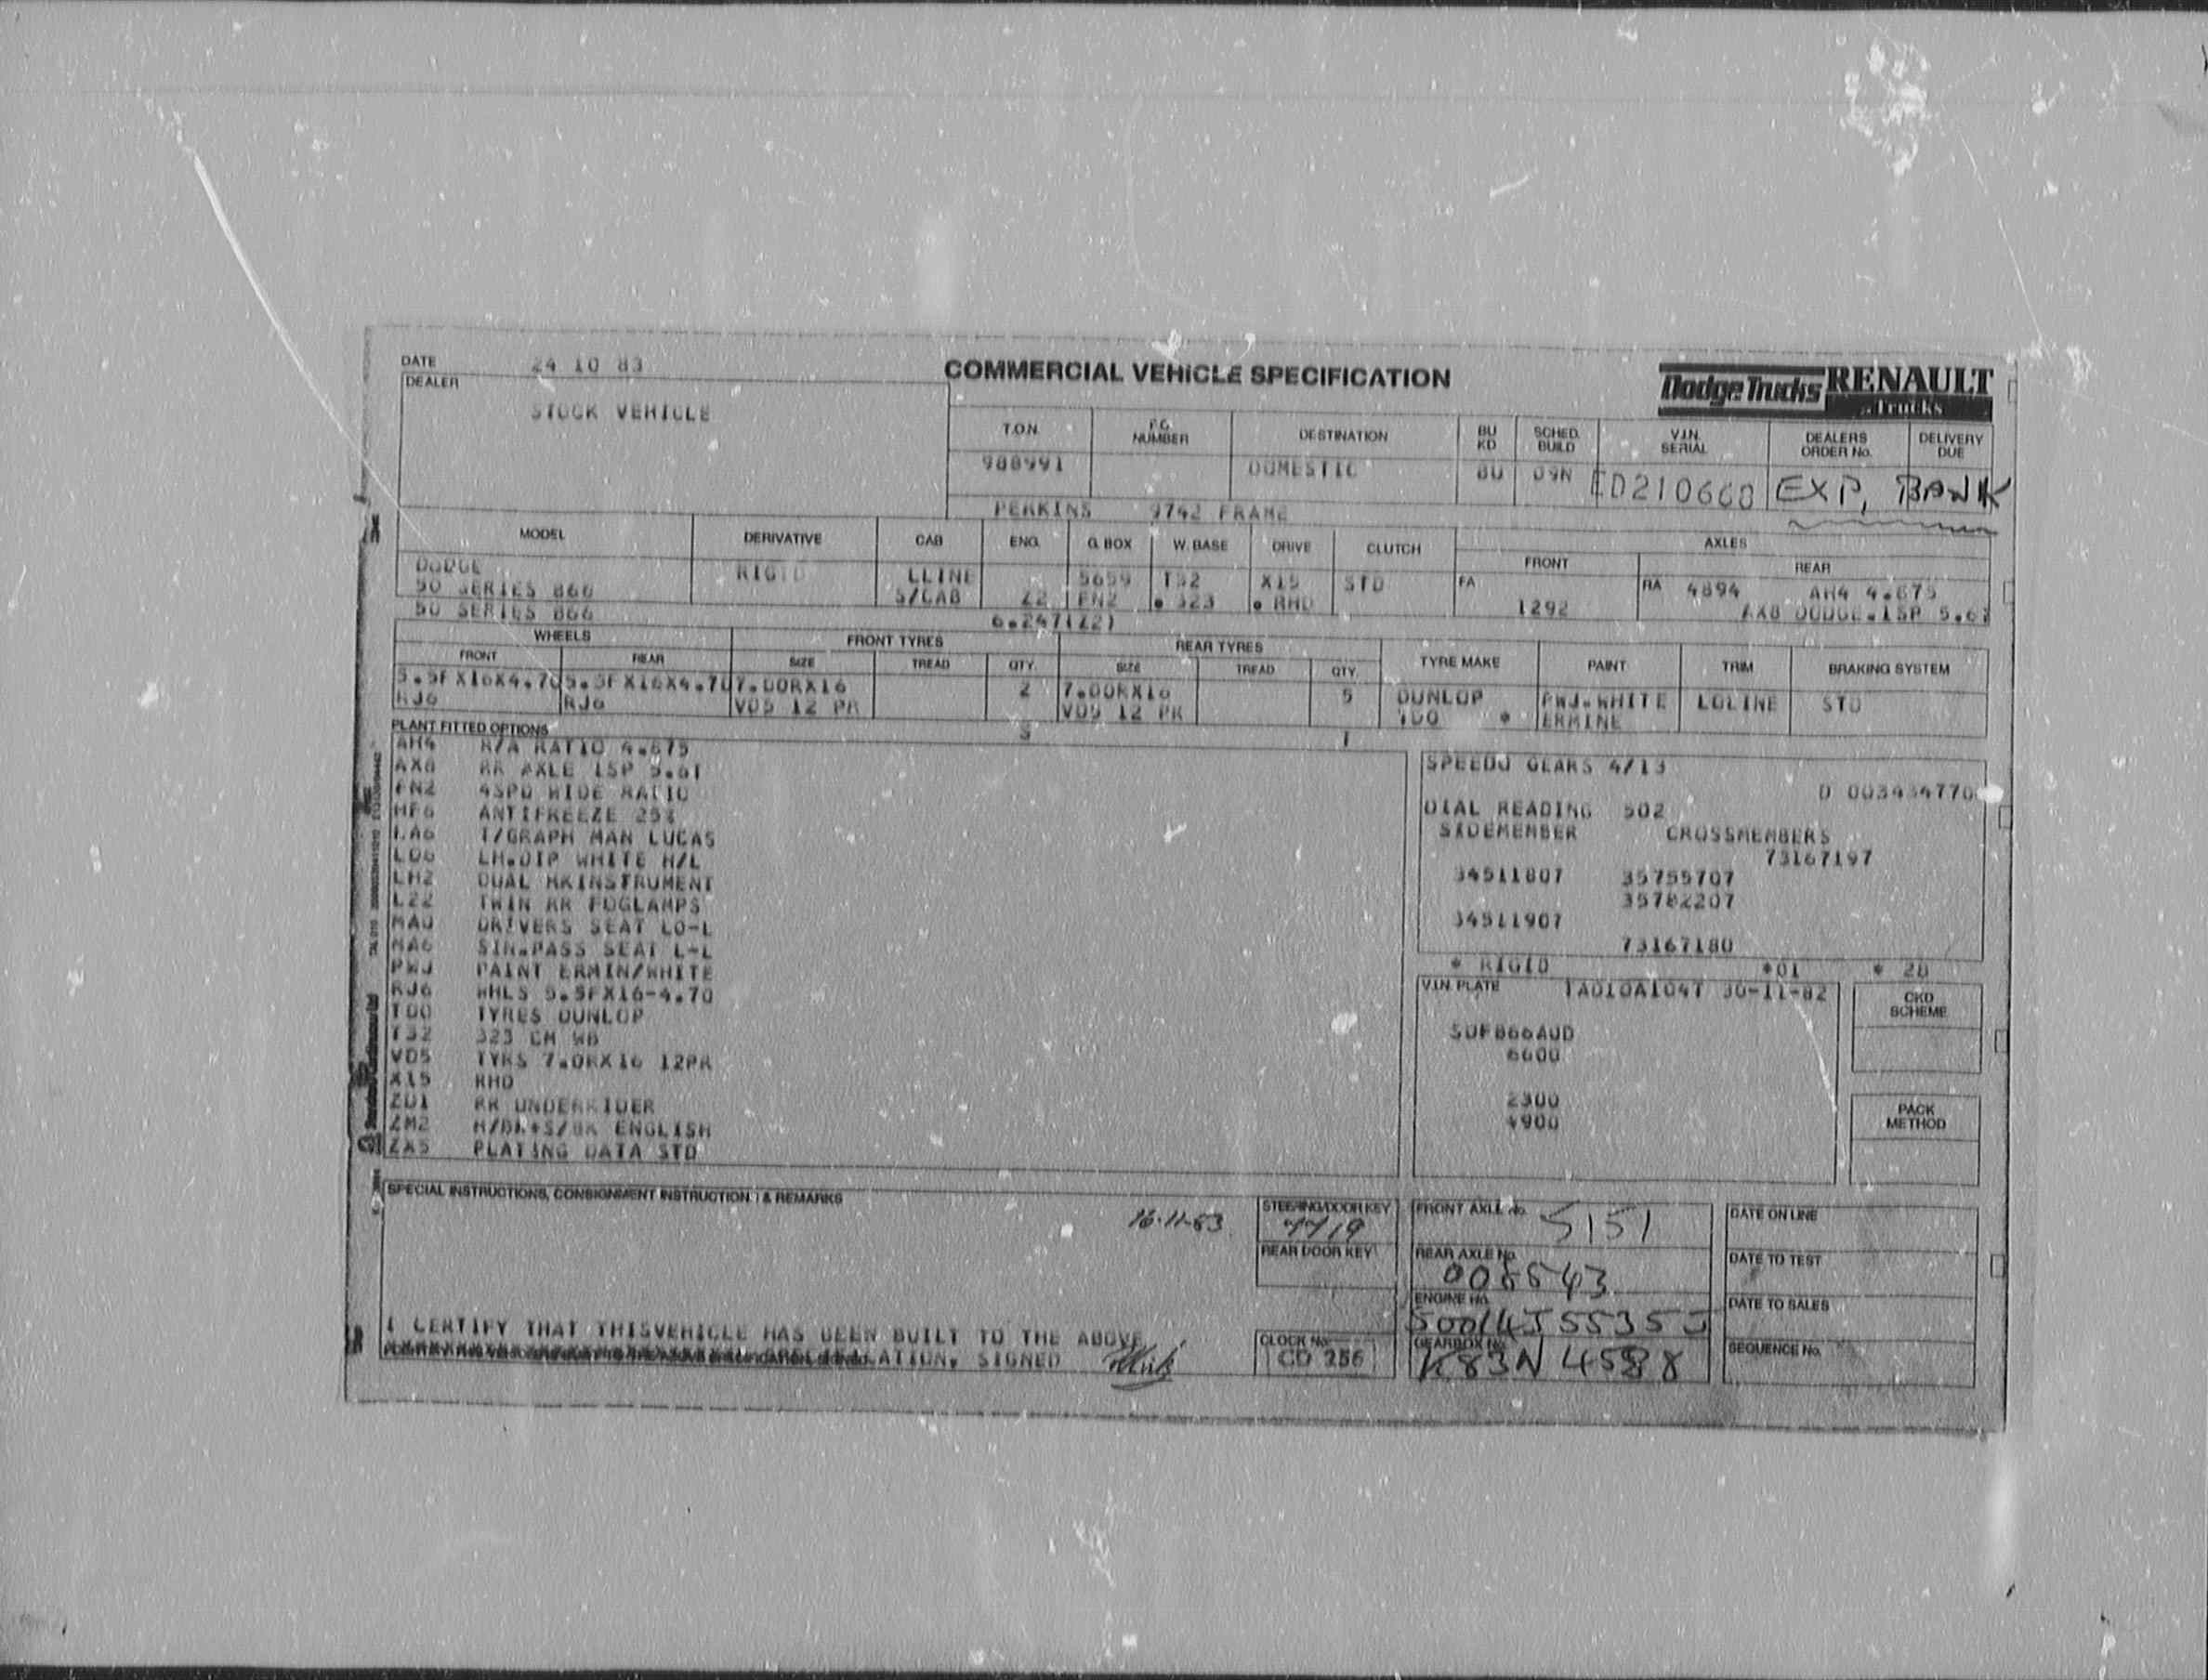 DATE 24 10 83
COMMERCIAL VEHICLE SPECIFICATION
Dodge Trucks RENAULT Trucks
DEALER
STOCK VEHICLE
T.O.N. F.C. NUMBER DESTINATION BU KD SCHED. BUILD V.I.N. SERIAL DEALERS ORDER No. DELIVERY DUE
988991 DOMESTIC BU 09N ED210668 EXP. BANK
PERKINS 9742 FRAME
MODEL DERIVATIVE CAB ENG. G. BOX W. BASE DRIVE CLUTCH AXLES
FRONT REAR
DODGE RIGID LLINE 5659 T32 X15 STD FA RA 4894 AH4 4.875
50 SERIES 866 S/CAB Z2 FN2 . 323 . RHD 1292 AX8 DODGE.1SP 5.61
50 SERIES 866 6.247(Z2)
WHEELS FRONT TYRES REAR TYRES TYRE MAKE PAINT TRIM BRAKING SYSTEM
FRONT REAR SIZE TREAD QTY. SIZE TREAD QTY.
5.5FX16X4.70 5.5FX16X4.70 7.00RX16 2 7.00RX16 5 DUNLOP PWJ.WHITE LOLINE STD
RJ6 RJ6 VD5 12 PR VD5 12 PR TDO * ERMINE
PLANT FITTED OPTIONS 5 1
AH4 R/A RATIO 4.875
AX8 RR AXLE 1SP 5.61
FN2 4SPD WIDE RATIO
HF6 ANTIFREEZE 25%
LA6 T/GRAPH MAN LUCAS
LD6 LH.DIP WHITE H/L
LH2 DUAL MKINSTRUMENT
LZ2 TWIN RR FOGLAMPS
MA0 DRIVERS SEAT LO-L
MA6 SIN.PASS SEAT L-L
PWJ PAINT ERMIN/WHITE
RJ6 WHLS 5.5FX16-4.70
TDO TYRES DUNLOP
T32 323 CM WB
VD5 TYRS 7.0RX16 12PR
X15 RHD
ZD1 RR UNDERRIDER
ZM2 H/BK+S/BK ENGLISH
ZX5 PLATING DATA STD
SPEEDO GEARS 4/13
D 003434770
DIAL READING 502
SIDEMEMBER CROSSMEMBERS
73167197
34511807 35755707
35782207
34511907
73167180
* RIGID *01 * 20
V.I.N. PLATE TA010A104T 30-11-82
SDFB66AUD
6600
2300
4900
CKD SCHEME
PACK METHOD
SPECIAL INSTRUCTIONS, CONSIGNMENT INSTRUCTION & REMARKS
16-11-83
STEERING/DOOR KEY 7719
REAR DOOR KEY
CLOCK No. CD 256
FRONT AXLE No. 5151
REAR AXLE No. 008543
ENGINE No.
GEARBOX No. K83N 4588
DATE ON LINE
DATE TO TEST
DATE TO SALES
SEQUENCE No.
I CERTIFY THAT THISVEHICLE HAS BEEN BUILT TO THE ABOVE
SIGNED